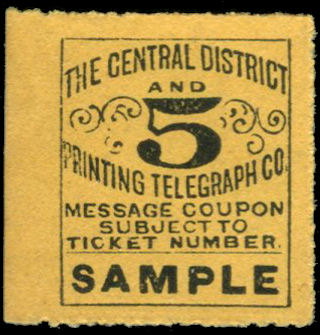 THE CENTRAL DISTRICT
AND
5
PRINTING TELEGRAPH CO.
MESSAGE COUPON
SUBJECT TO
TICKET NUMBER.
SAMPLE